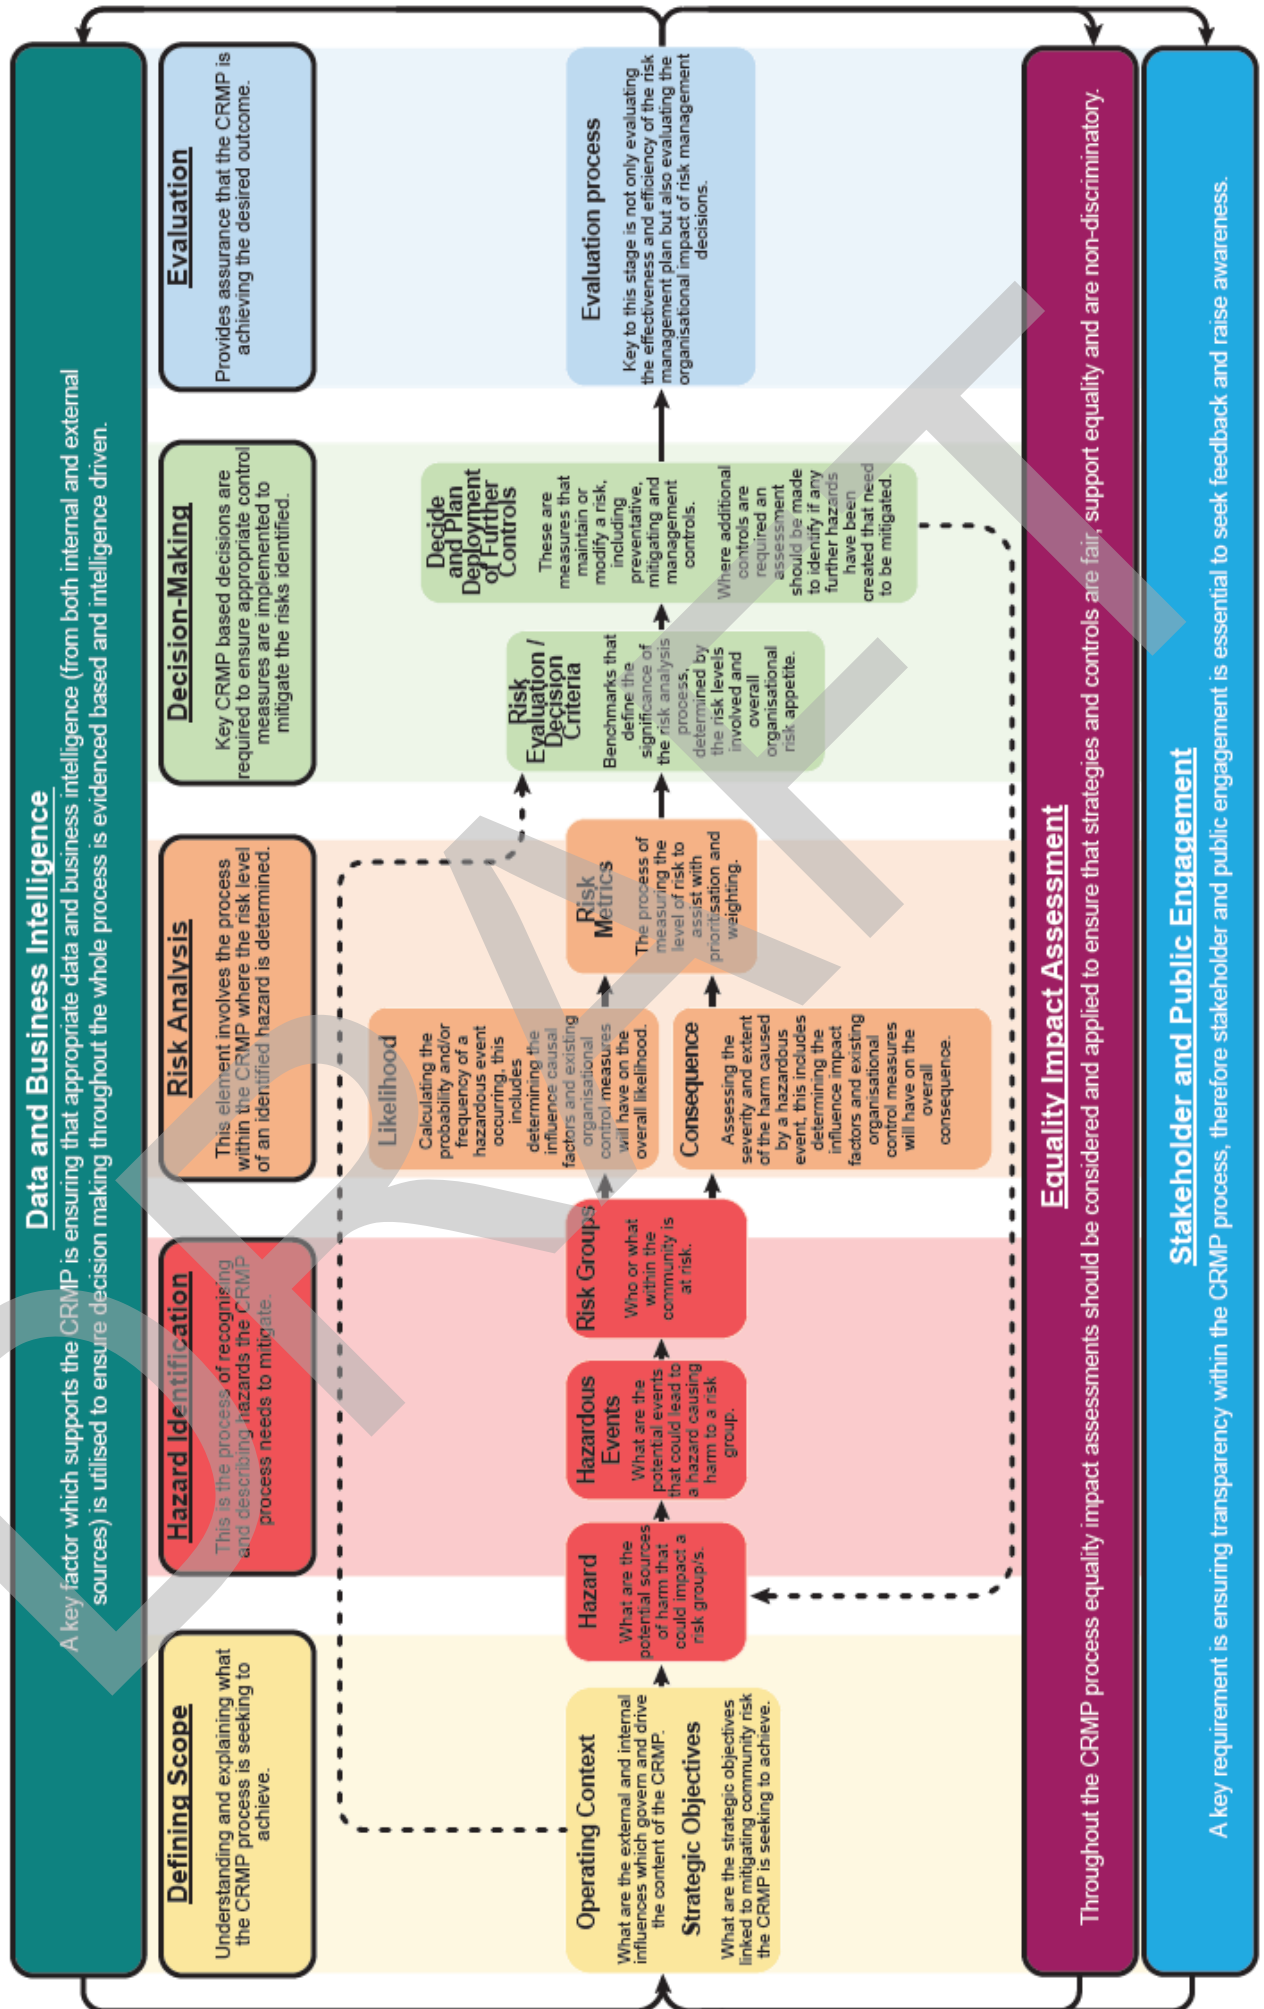 Data and Business Intelligence
A key factor which supports the CRMP is ensuring that appropriate data and business intelligence (from both internal and external
sources) is utilised to ensure decision making throughout the whole process is evidenced based and intelligence driven.
Defining Scope
Understanding and explaining what
the CRMP process is seeking to
achieve.
Hazard Identification
This is the process of recognising
and describing hazards the CRMP
process needs to mitigate.
Risk Analysis
This element involves the process
within the CRMP where the risk level
of an identified hazard is determined.
Decision-Making
Key CRMP based decisions are
required to ensure appropriate control
measures are implemented to
mitigate the risks identified.
Evaluation
Provides assurance that the CRMP is
achieving the desired outcome.
Operating Context
What are the external and internal
influences which govern and drive
the content of the CRMP.
Strategic Objectives
What are the strategic objectives
linked to mitigating community risk
the CRMP is seeking to achieve.
Hazard
What are the
potential sources
of harm that
could impact a
risk group/s.
Hazardous
Events
What are the
potential events
that could lead to
a hazard causing
harm to a risk
group.
Risk Groups
Who or what
within the
community is
at risk.
Likelihood
Calculating the
probability and/or
frequency of a
hazardous event
occurring, this
includes
determining the
influence causal
factors and existing
organisational
control measures
will have on the
overall likelihood.
Consequence
Assessing the
severity and extent
of the harm caused
by a hazardous
event, this includes
determining the
influence impact
factors and existing
organisational
control measures
will have on the
overall
consequence.
Risk
Metrics
The process of
measuring the
level of risk to
assist with
prioritisation and
weighting.
Risk
Evaluation /
Decision
Criteria
Benchmarks that
define the
significance of
the risk analysis
process,
determined by
the risk levels
involved and
overall
organisational
risk appetite.
Decide
and Plan
Deployment
of Further
Controls
These are
measures that
maintain or
modify a risk,
including
preventative,
mitigating and
management
controls.
Where additional
controls are
required an
assessment
should be made
to identify if any
further hazards
have been
created that need
to be mitigated.
Evaluation process
Key to this stage is not only evaluating
the effectiveness and efficiency of the risk
management plan but also evaluating the
organisational impact of risk management
decisions.
Equality Impact Assessment
Throughout the CRMP process equality impact assessments should be considered and applied to ensure that strategies and controls are fair, support equality and are non-discriminatory.
Stakeholder and Public Engagement
A key requirement is ensuring transparency within the CRMP process, therefore stakeholder and public engagement is essential to seek feedback and raise awareness.
DRAFT